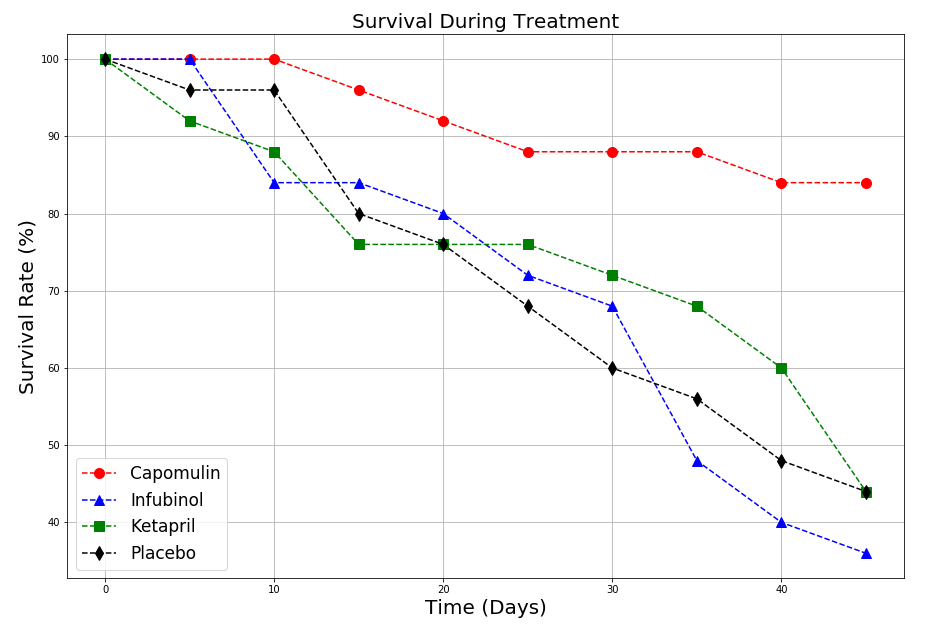 Survival During Treatment
Survival Rate (%)
100
90
80
70
60
50
40
Capomulin
Infubinol
Ketapril
Placebo
0
10
20
30
40
Time (Days)